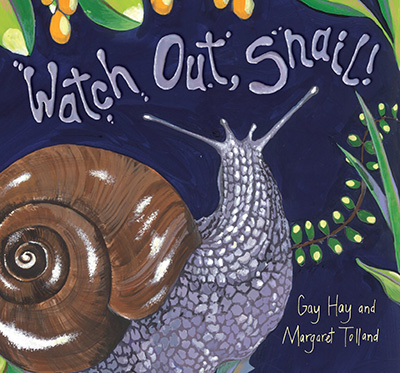 Watch Out, Snail!
Gay Hay and
Margaret Tolland